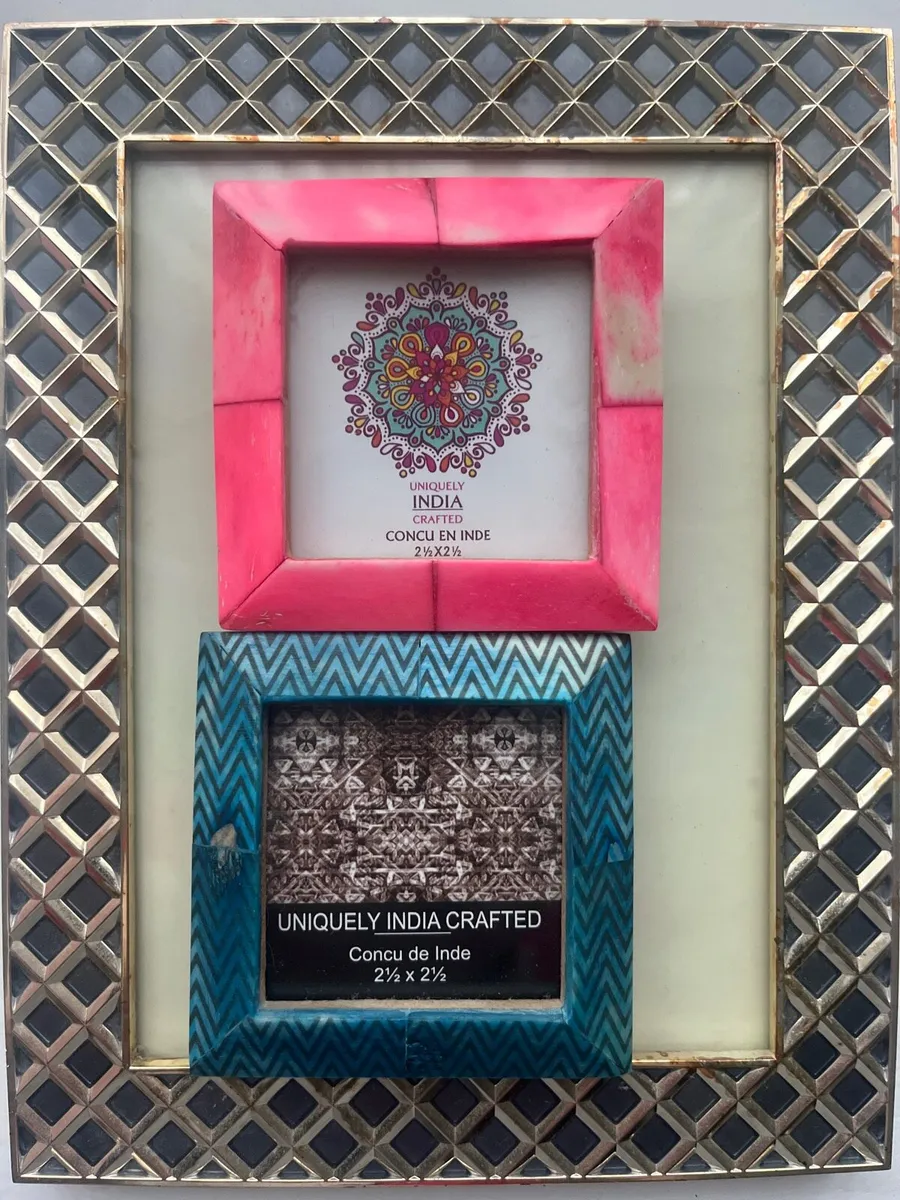 UNIQUELY
INDIA
CRAFTED
CONCU EN INDE
2½X2½
UNIQUELY INDIA CRAFTED
Concu de Inde
2½ x 2½